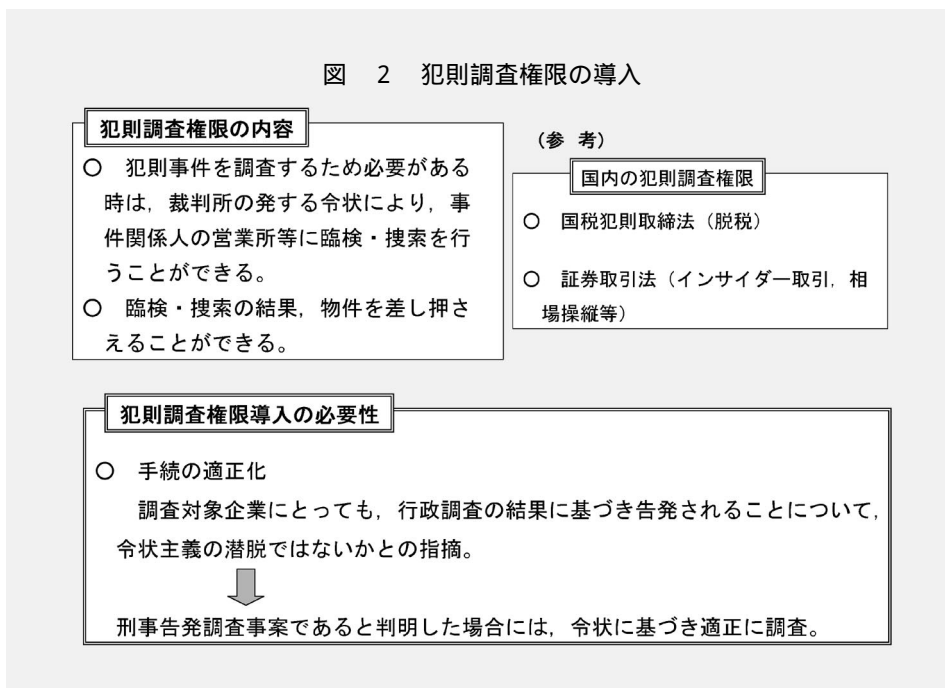 図　2　犯則調査権限の導入
犯則調査権限の内容
○　犯則事件を調査するため必要がある
時は，裁判所の発する令状により，事
件関係人の営業所等に臨検・捜索を行
うことができる。
○　臨検・捜索の結果，物件を差し押さ
えることができる。
（参　考）
国内の犯則調査権限
○　国税犯則取締法（脱税）
○　証券取引法（インサイダー取引，相
場操縦等）
犯則調査権限導入の必要性
○　手続の適正化
調査対象企業にとっても，行政調査の結果に基づき告発されることについて，
令状主義の潜脱ではないかとの指摘。
刑事告発調査事案であると判明した場合には，令状に基づき適正に調査。